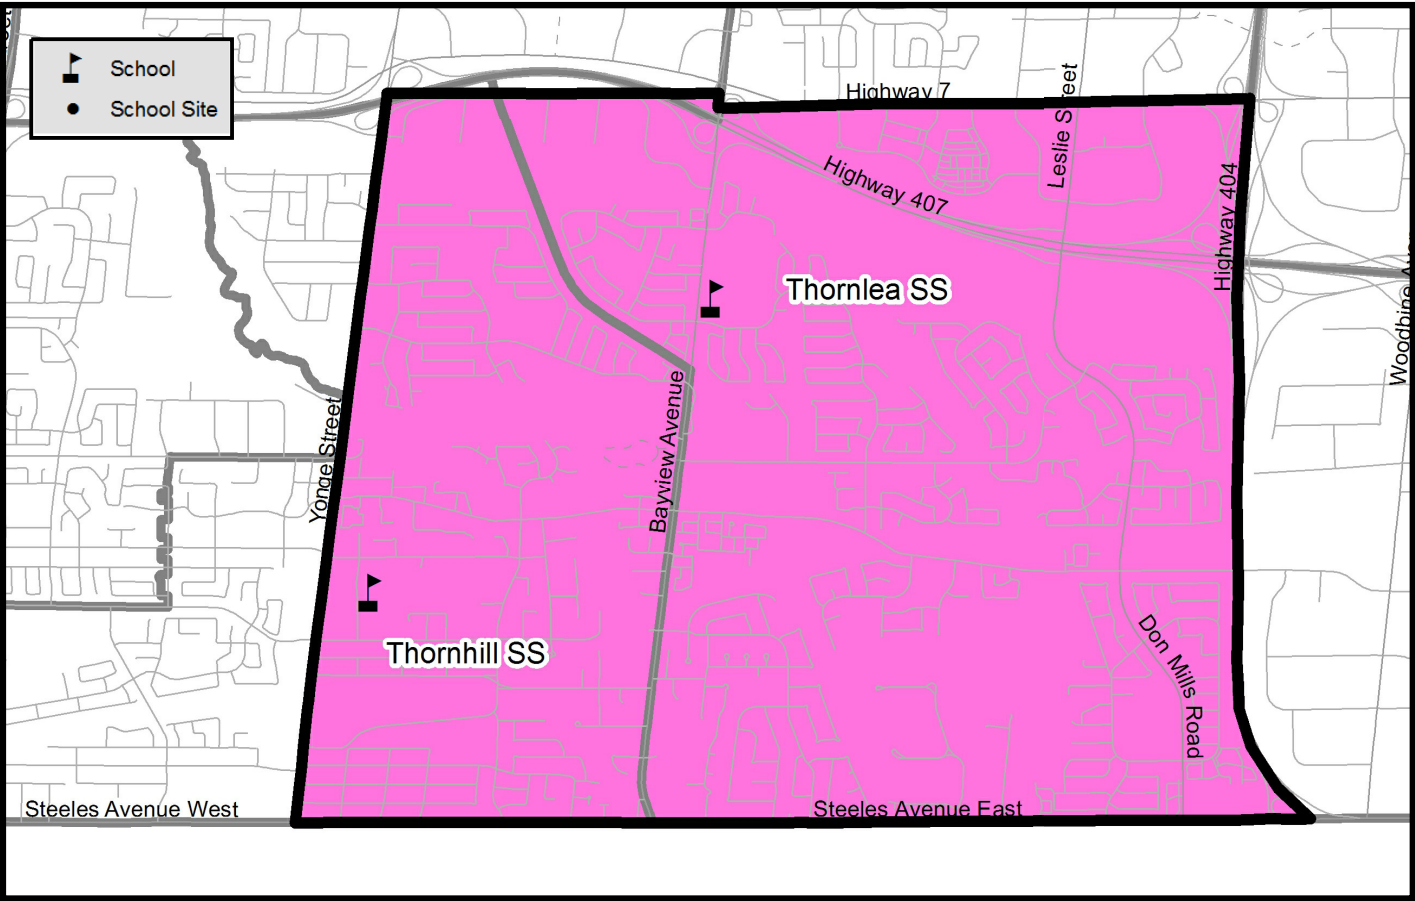 School
School Site
Highway 7
Leslie Street
Highway 407
Highway 404
Thornlea SS
Yonge Street
Bayview Avenue
Thornhill SS
Don Mills Road
Steeles Avenue West
Steeles Avenue East